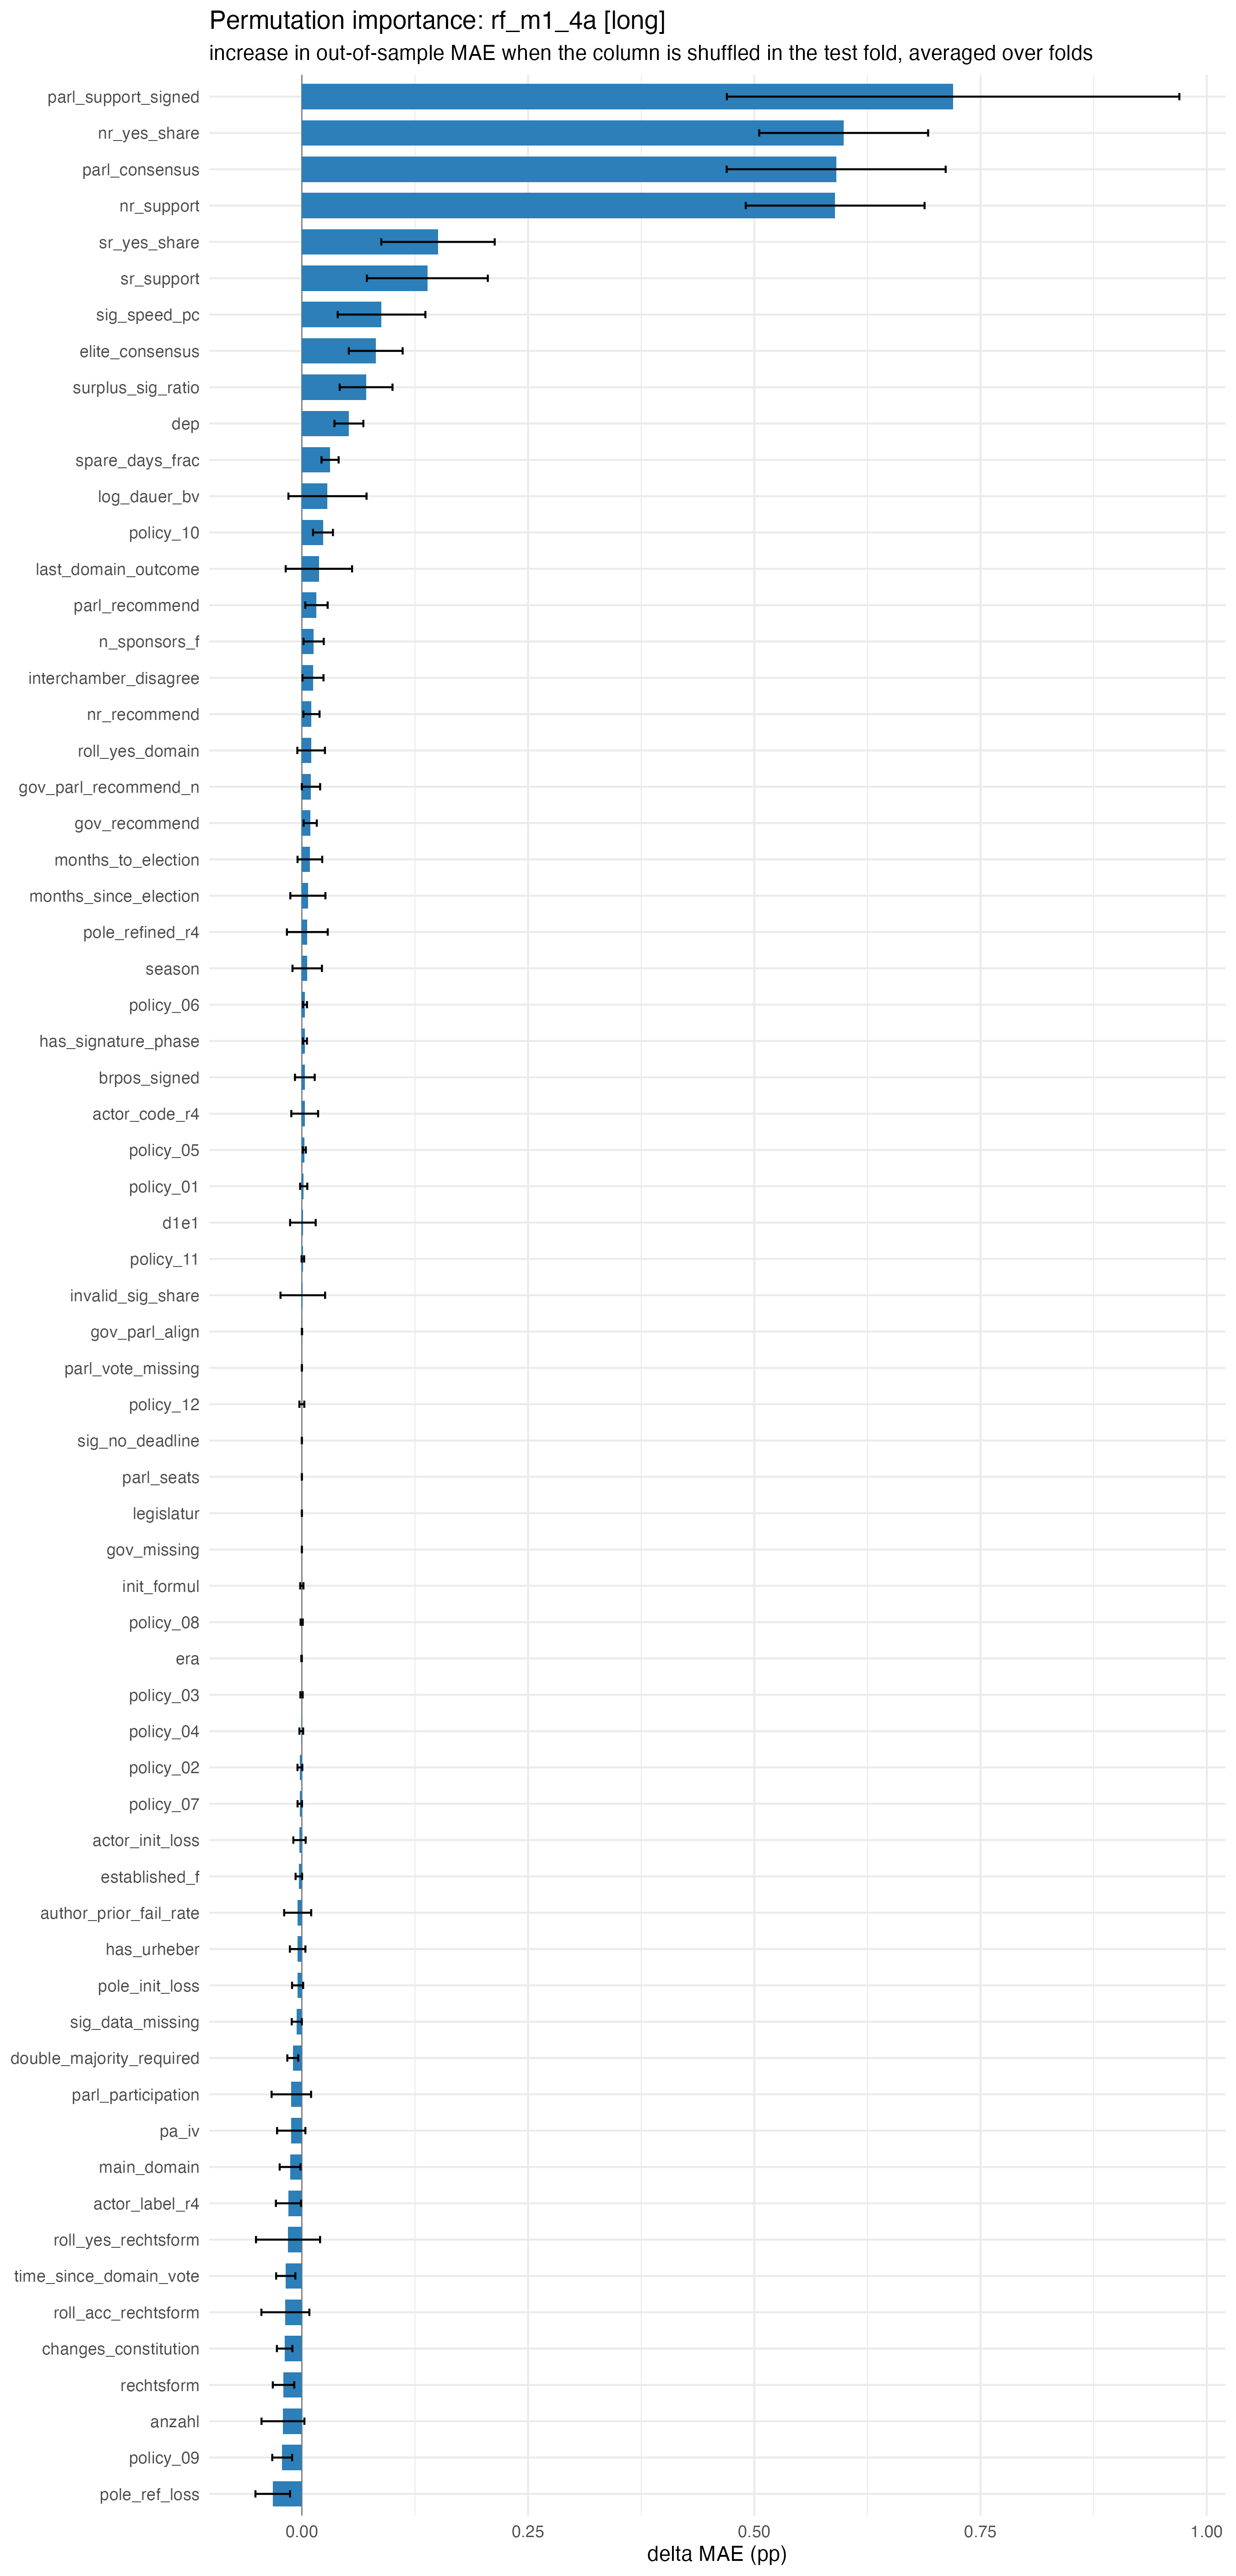 Permutation importance: rf_m1_4a [long]
increase in out-of-sample MAE when the column is shuffled in the test fold, averaged over folds
parl_support_signed
nr_yes_share
parl_consensus
nr_support
sr_yes_share
sr_support
sig_speed_pc
elite_consensus
surplus_sig_ratio
dep
spare_days_frac
log_dauer_bv
policy_10
last_domain_outcome
parl_recommend
n_sponsors_f
interchamber_disagree
nr_recommend
roll_yes_domain
gov_parl_recommend_n
gov_recommend
months_to_election
months_since_election
pole_refined_r4
season
policy_06
has_signature_phase
brpos_signed
actor_code_r4
policy_05
policy_01
d1e1
policy_11
invalid_sig_share
gov_parl_align
parl_vote_missing
policy_12
sig_no_deadline
parl_seats
legislatur
gov_missing
init_formul
policy_08
era
policy_03
policy_04
policy_02
policy_07
actor_init_loss
established_f
author_prior_fail_rate
has_urheber
pole_init_loss
sig_data_missing
double_majority_required
parl_participation
pa_iv
main_domain
actor_label_r4
roll_yes_rechtsform
time_since_domain_vote
roll_acc_rechtsform
changes_constitution
rechtsform
anzahl
policy_09
pole_ref_loss
0.00 0.25 0.50 0.75 1.00
delta MAE (pp)